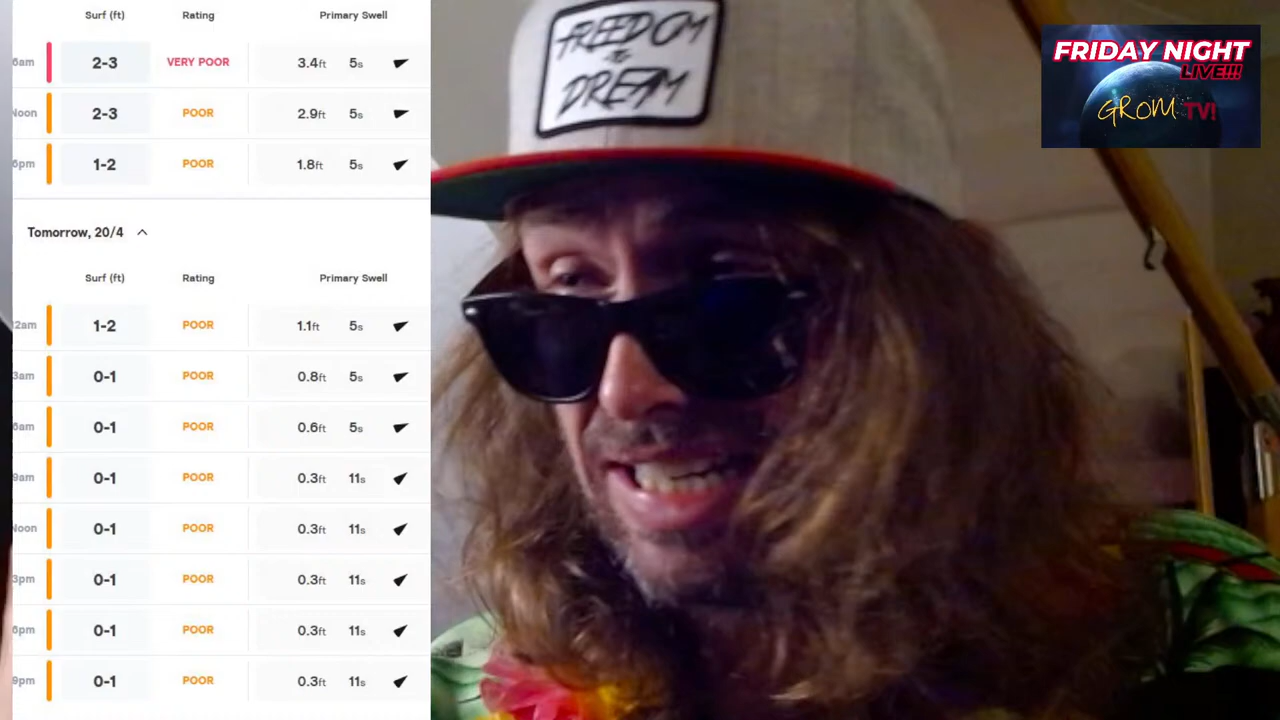 Surf (ft) Rating Primary Swell
6am 2-3 VERY POOR 3.4ft 5s
Noon 2-3 POOR 2.9ft 5s
6pm 1-2 POOR 1.8ft 5s
Tomorrow, 20/4
Surf (ft) Rating Primary Swell
2am 1-2 POOR 1.1ft 5s
3am 0-1 POOR 0.8ft 5s
6am 0-1 POOR 0.6ft 5s
9am 0-1 POOR 0.3ft 11s
Noon 0-1 POOR 0.3ft 11s
3pm 0-1 POOR 0.3ft 11s
6pm 0-1 POOR 0.3ft 11s
9pm 0-1 POOR 0.3ft 11s
FREEDOM
TO
DREAM
FRIDAY NIGHT
LIVE!!!
GROM TV!